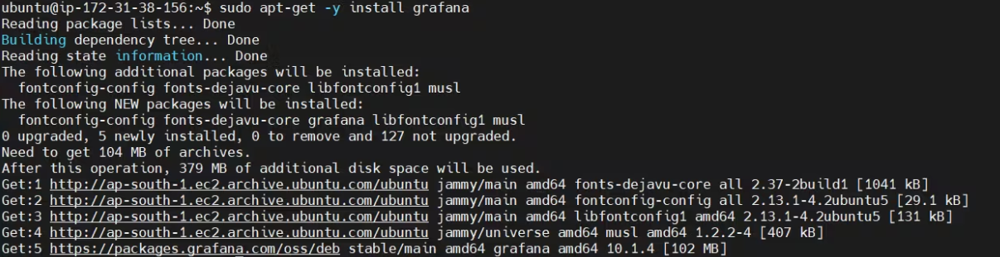 ubuntu@ip-172-31-38-156:~$ sudo apt-get -y install grafana
Reading package lists... Done
Building dependency tree... Done
Reading state information... Done
The following additional packages will be installed:
  fontconfig-config fonts-dejavu-core libfontconfig1 musl
The following NEW packages will be installed:
  fontconfig-config fonts-dejavu-core grafana libfontconfig1 musl
0 upgraded, 5 newly installed, 0 to remove and 127 not upgraded.
Need to get 104 MB of archives.
After this operation, 379 MB of additional disk space will be used.
Get:1 http://ap-south-1.ec2.archive.ubuntu.com/ubuntu jammy/main amd64 fonts-dejavu-core all 2.37-2build1 [1041 kB]
Get:2 http://ap-south-1.ec2.archive.ubuntu.com/ubuntu jammy/main amd64 fontconfig-config all 2.13.1-4.2ubuntu5 [29.1 kB]
Get:3 http://ap-south-1.ec2.archive.ubuntu.com/ubuntu jammy/main amd64 libfontconfig1 amd64 2.13.1-4.2ubuntu5 [131 kB]
Get:4 http://ap-south-1.ec2.archive.ubuntu.com/ubuntu jammy/universe amd64 musl amd64 1.2.2-4 [407 kB]
Get:5 https://packages.grafana.com/oss/deb stable/main amd64 grafana amd64 10.1.4 [102 MB]